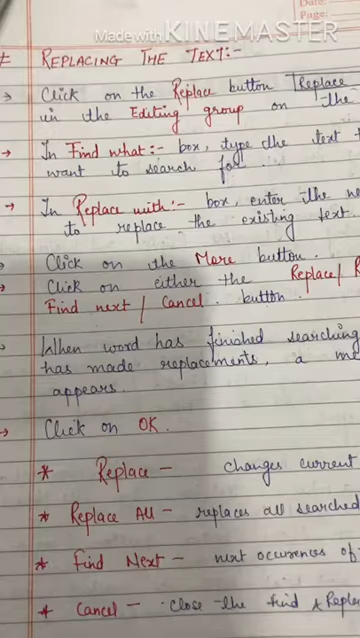 Date:
Page:
Made with KINEMASTER
REPLACING THE TEXT:-
→ Click on the Replace button [Replace
in the Editing group on the
→ In Find what:- box, type the text
want to search for.
→ In Replace with:- box, enter the
to replace the existing text.
Click on the More button.
→ Click on either the Replace/
Find next / Cancel button.
When word has finished searching
has made replacements, a
appears.
→ Click on OK.
* Replace - changes current
* Replace All - replaces all searched
* Find Next - next occurences of
* Cancel - close the find &